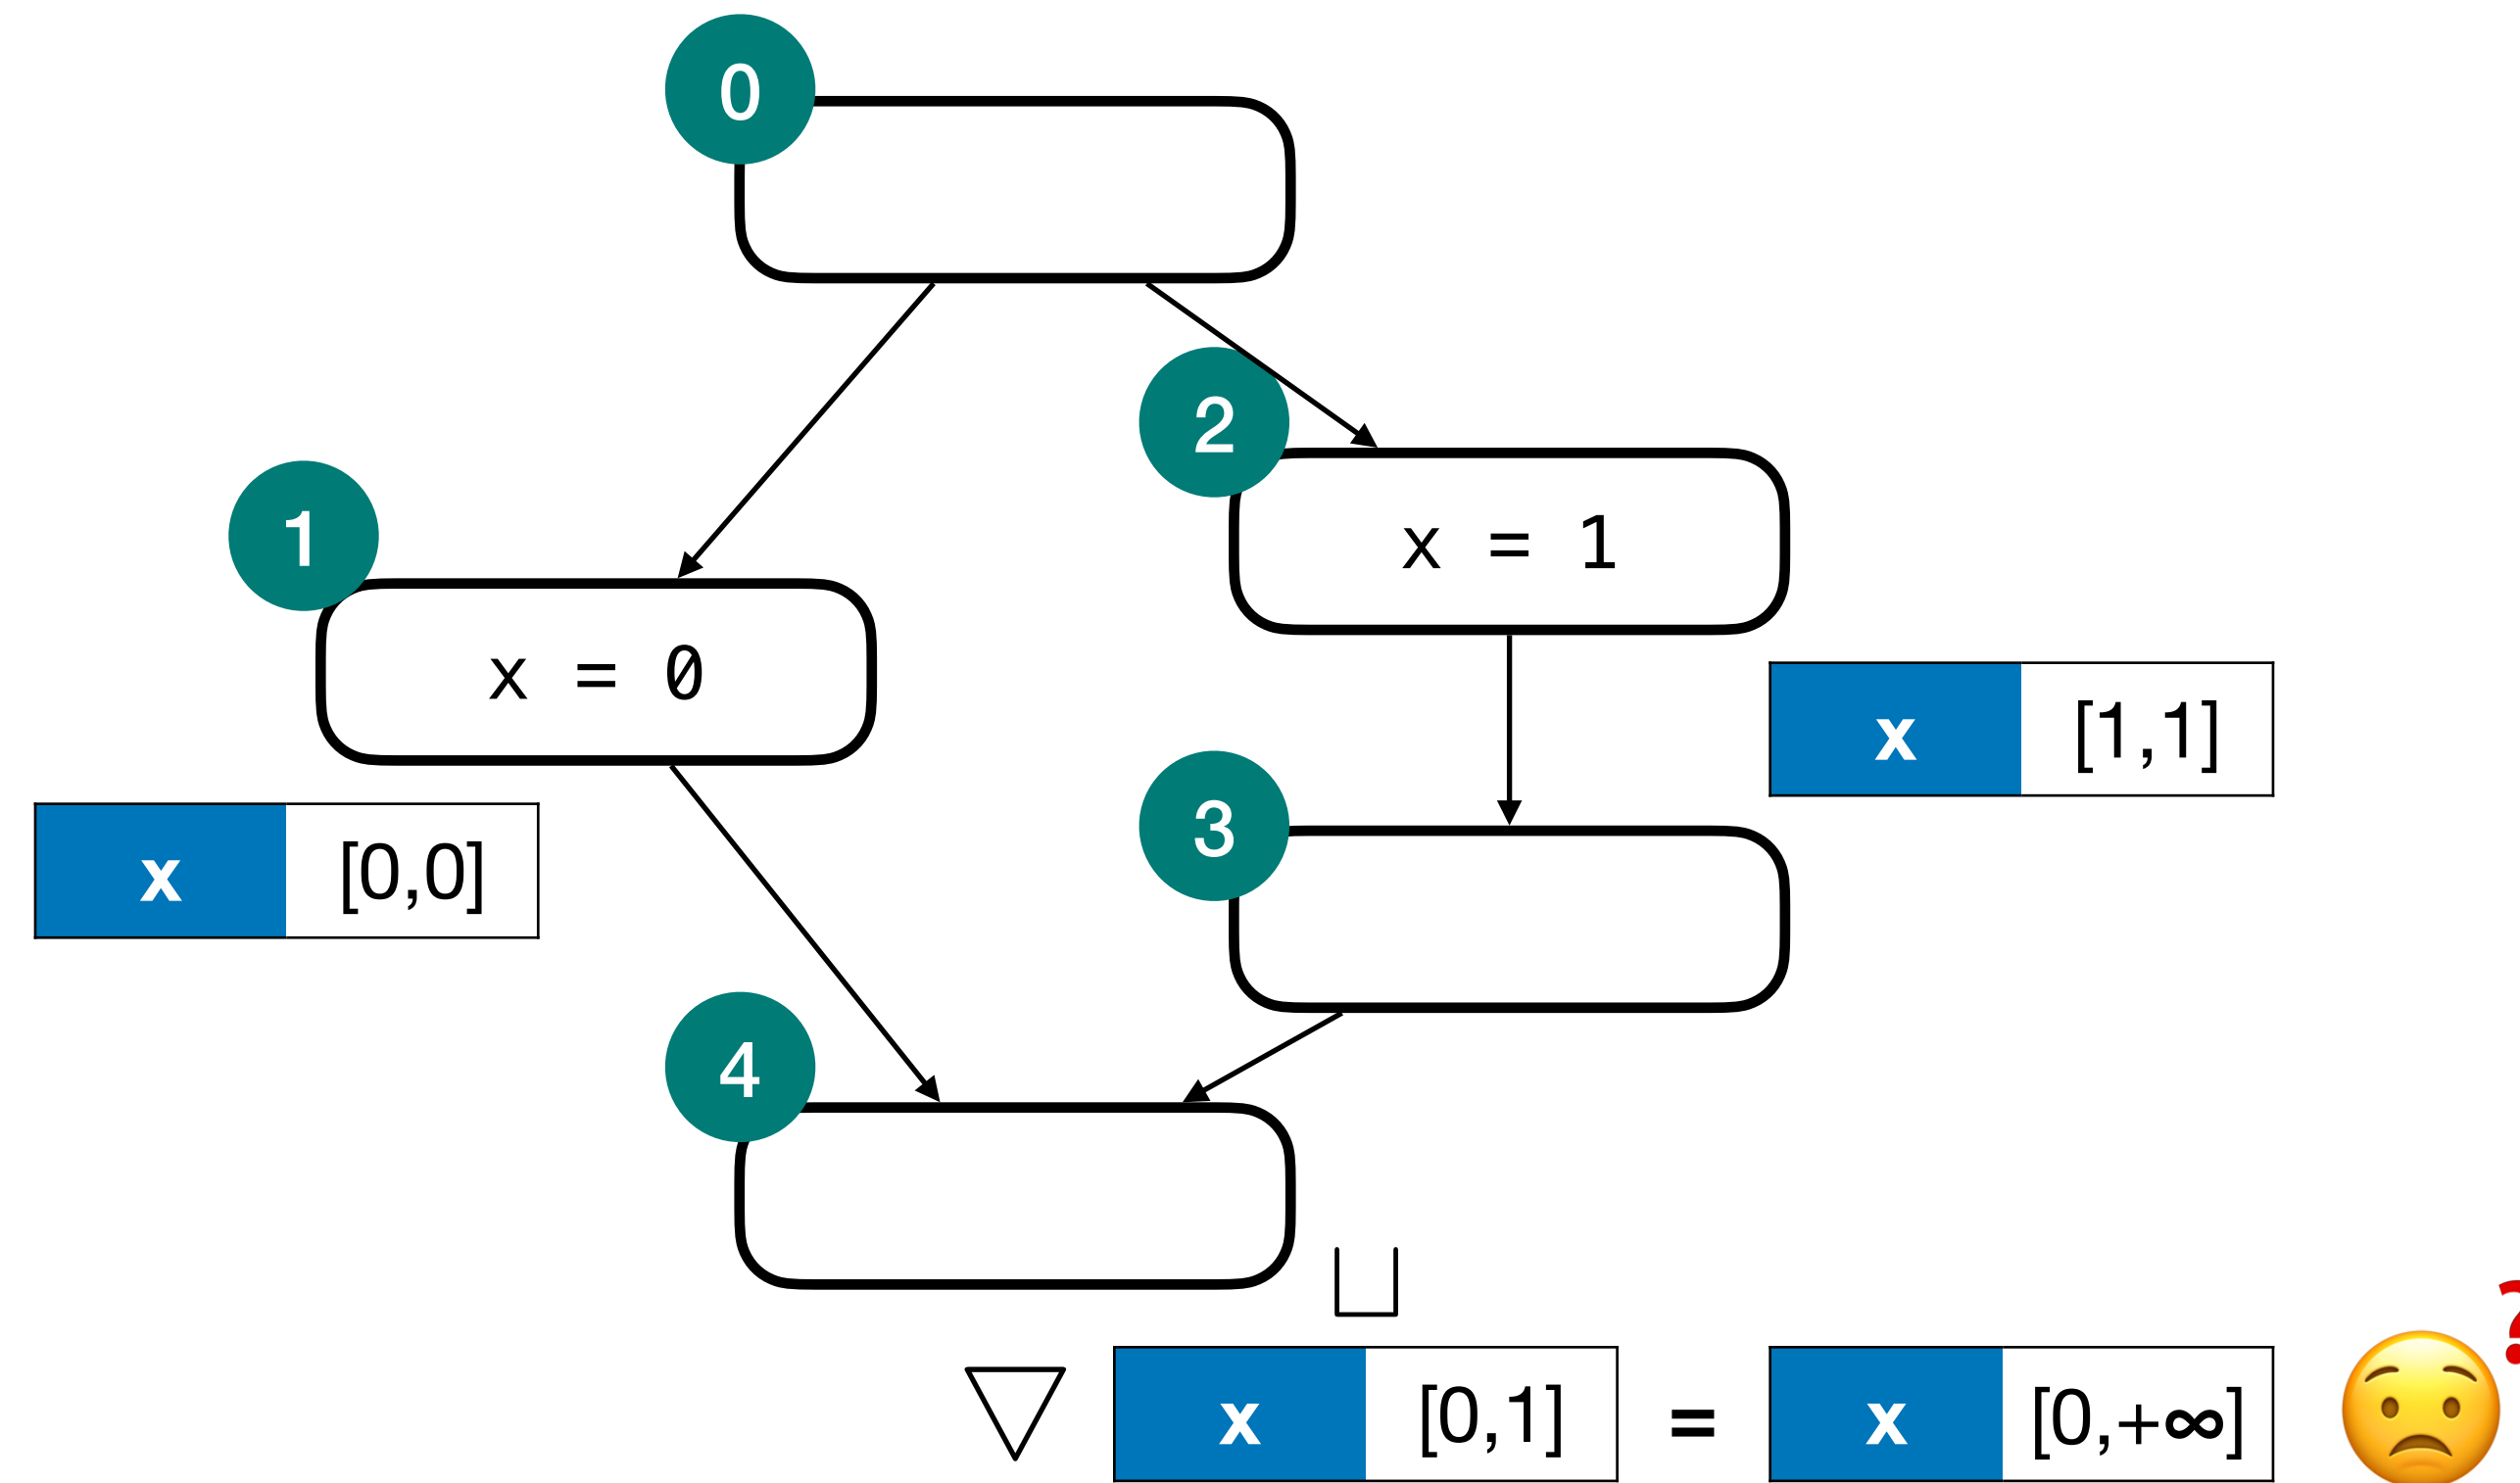 0
2
1
x = 1
x = 0
x [1,1]
3
x [0,0]
4
⊔
▽ x [0,1] = x [0,+∞]
?